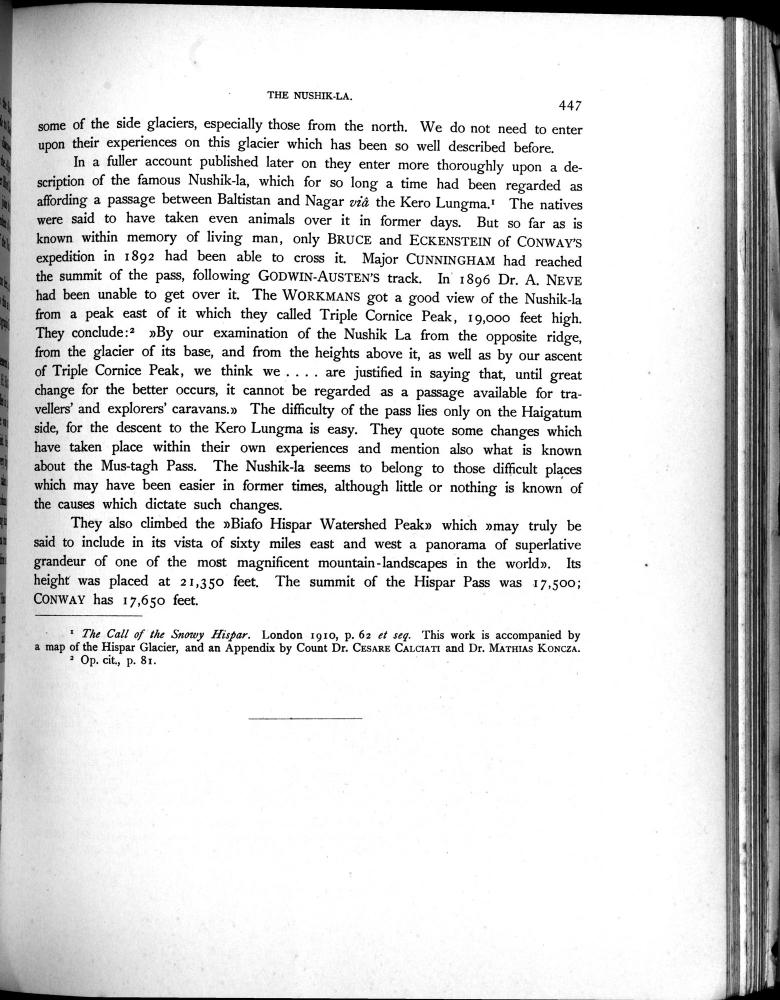 THE NUSHIK-LA.
447
some of the side glaciers, especially those from the north. We do not need to enter
upon their experiences on this glacier which has been so well described before.
In a fuller account published later on they enter more thoroughly upon a de-
scription of the famous Nushik-la, which for so long a time had been regarded as
affording a passage between Baltistan and Nagar viâ the Kero Lungma.¹ The natives
were said to have taken even animals over it in former days. But so far as is
known within memory of living man, only BRUCE and ECKENSTEIN of CONWAY'S
expedition in 1892 had been able to cross it. Major CUNNINGHAM had reached
the summit of the pass, following GODWIN-AUSTEN'S track. In 1896 Dr. A. NEVE
had been unable to get over it. The WORKMANS got a good view of the Nushik-la
from a peak east of it which they called Triple Cornice Peak, 19,000 feet high.
They conclude:² »By our examination of the Nushik La from the opposite ridge,
from the glacier of its base, and from the heights above it, as well as by our ascent
of Triple Cornice Peak, we think we . . . . are justified in saying that, until great
change for the better occurs, it cannot be regarded as a passage available for tra-
vellers' and explorers' caravans.» The difficulty of the pass lies only on the Haigatum
side, for the descent to the Kero Lungma is easy. They quote some changes which
have taken place within their own experiences and mention also what is known
about the Mus-tagh Pass. The Nushik-la seems to belong to those difficult places
which may have been easier in former times, although little or nothing is known of
the causes which dictate such changes.
They also climbed the »Biafo Hispar Watershed Peak» which »may truly be
said to include in its vista of sixty miles east and west a panorama of superlative
grandeur of one of the most magnificent mountain-landscapes in the world». Its
height was placed at 21,350 feet. The summit of the Hispar Pass was 17,500;
CONWAY has 17,650 feet.
¹ The Call of the Snowy Hispar. London 1910, p. 62 et seq. This work is accompanied by
a map of the Hispar Glacier, and an Appendix by Count Dr. CESARE CALCIATI and Dr. MATHIAS KONCZA.
² Op. cit., p. 81.